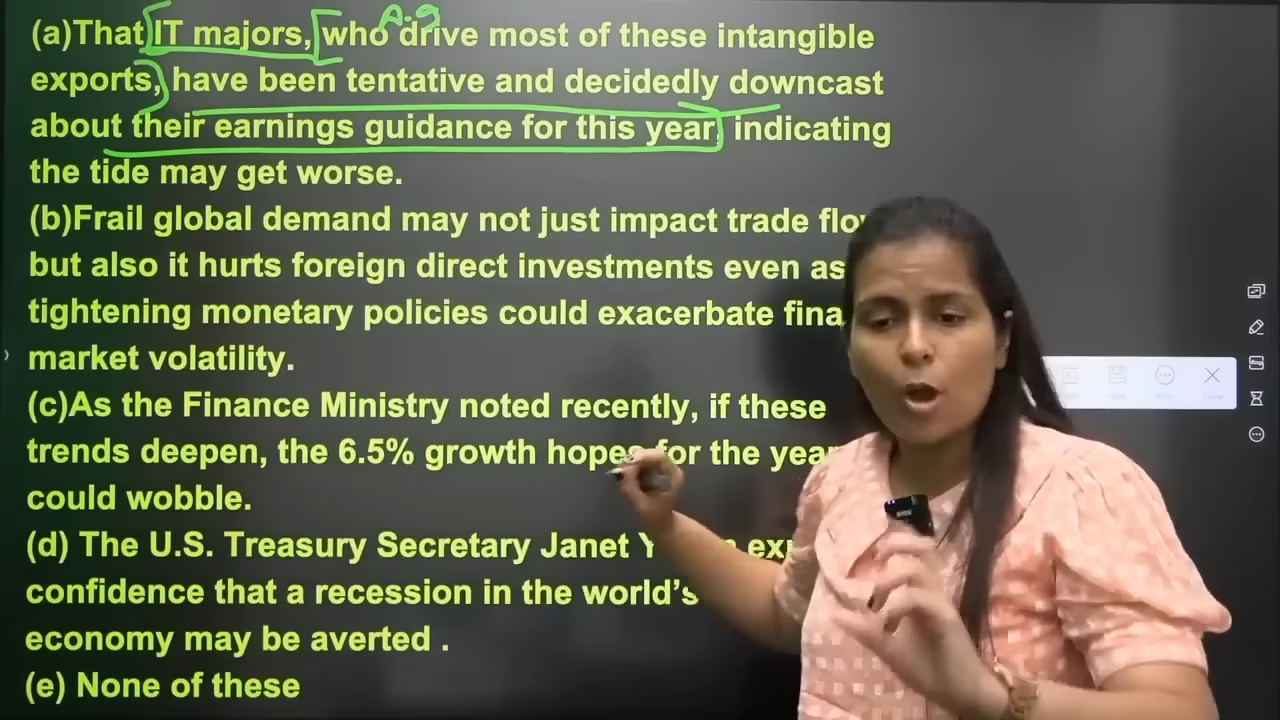 (a)That IT majors, who drive most of these intangible
exports, have been tentative and decidedly downcast
about their earnings guidance for this year, indicating
the tide may get worse.
(b)Frail global demand may not just impact trade
but also it hurts foreign direct investments even as
tightening monetary policies could exacerbate
market volatility.
(c)As the Finance Ministry noted recently, if these
trends deepen, the 6.5% growth hopes for the year
could wobble.
(d) The U.S. Treasury Secretary Janet
confidence that a recession in the world's
economy may be averted .
(e) None of these